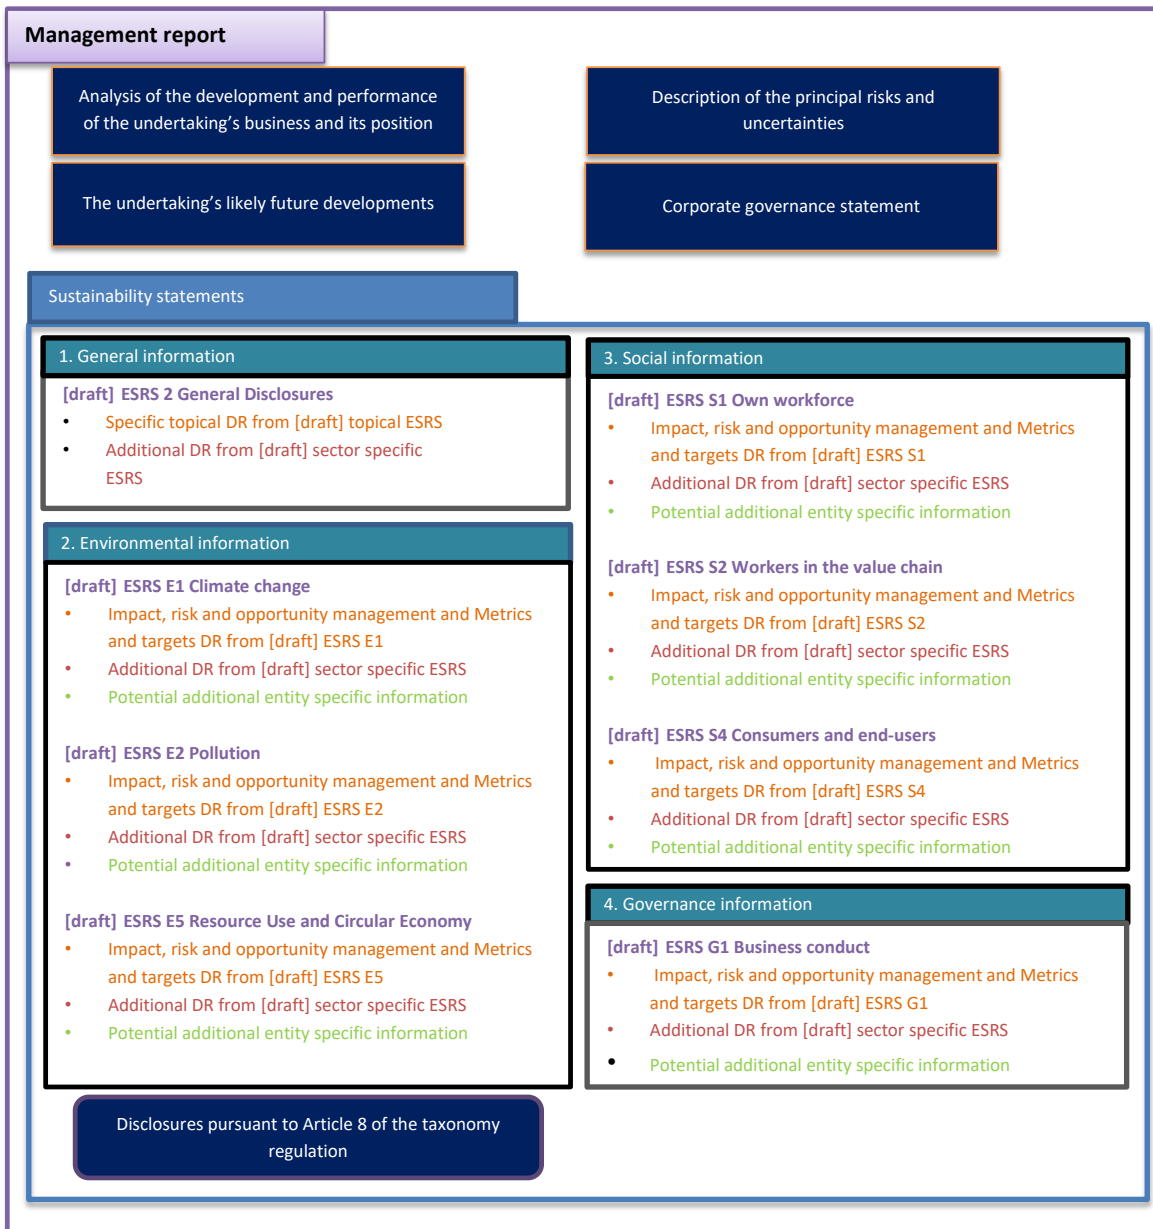 Management report
Analysis of the development and performance
of the undertaking’s business and its position
Description of the principal risks and
uncertainties
The undertaking’s likely future developments
Corporate governance statement
Sustainability statements
1. General information
[draft] ESRS 2 General Disclosures
• Specific topical DR from [draft] topical ESRS
• Additional DR from [draft] sector specific
ESRS
2. Environmental information
[draft] ESRS E1 Climate change
• Impact, risk and opportunity management and Metrics
and targets DR from [draft] ESRS E1
• Additional DR from [draft] sector specific ESRS
• Potential additional entity specific information
[draft] ESRS E2 Pollution
• Impact, risk and opportunity management and Metrics
and targets DR from [draft] ESRS E2
• Additional DR from [draft] sector specific ESRS
• Potential additional entity specific information
[draft] ESRS E5 Resource Use and Circular Economy
• Impact, risk and opportunity management and Metrics
and targets DR from [draft] ESRS E5
• Additional DR from [draft] sector specific ESRS
• Potential additional entity specific information
Disclosures pursuant to Article 8 of the taxonomy
regulation
3. Social information
[draft] ESRS S1 Own workforce
• Impact, risk and opportunity management and Metrics
and targets DR from [draft] ESRS S1
• Additional DR from [draft] sector specific ESRS
• Potential additional entity specific information
[draft] ESRS S2 Workers in the value chain
• Impact, risk and opportunity management and Metrics
and targets DR from [draft] ESRS S2
• Additional DR from [draft] sector specific ESRS
• Potential additional entity specific information
[draft] ESRS S4 Consumers and end-users
• Impact, risk and opportunity management and Metrics
and targets DR from [draft] ESRS S4
• Additional DR from [draft] sector specific ESRS
• Potential additional entity specific information
4. Governance information
[draft] ESRS G1 Business conduct
• Impact, risk and opportunity management and Metrics
and targets DR from [draft] ESRS G1
• Additional DR from [draft] sector specific ESRS
• Potential additional entity specific information